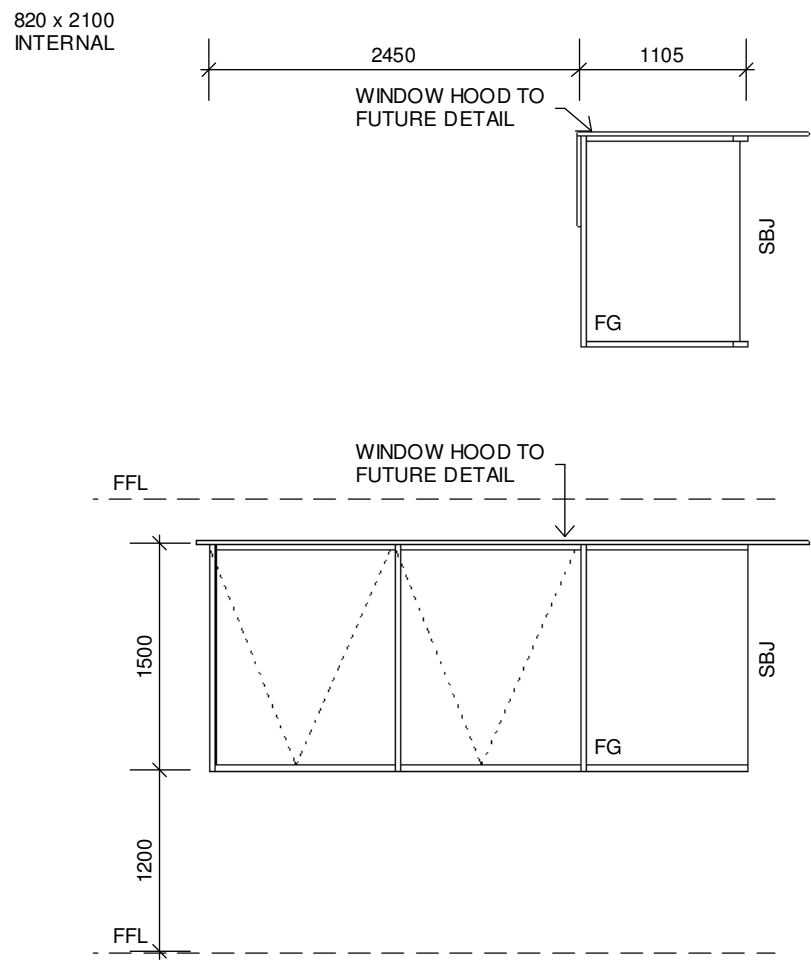 820 x 2100
INTERNAL
2450
1105
WINDOW HOOD TO
FUTURE DETAIL
SBJ
FG
WINDOW HOOD TO
FUTURE DETAIL
FFL
1500
SBJ
FG
1200
FFL